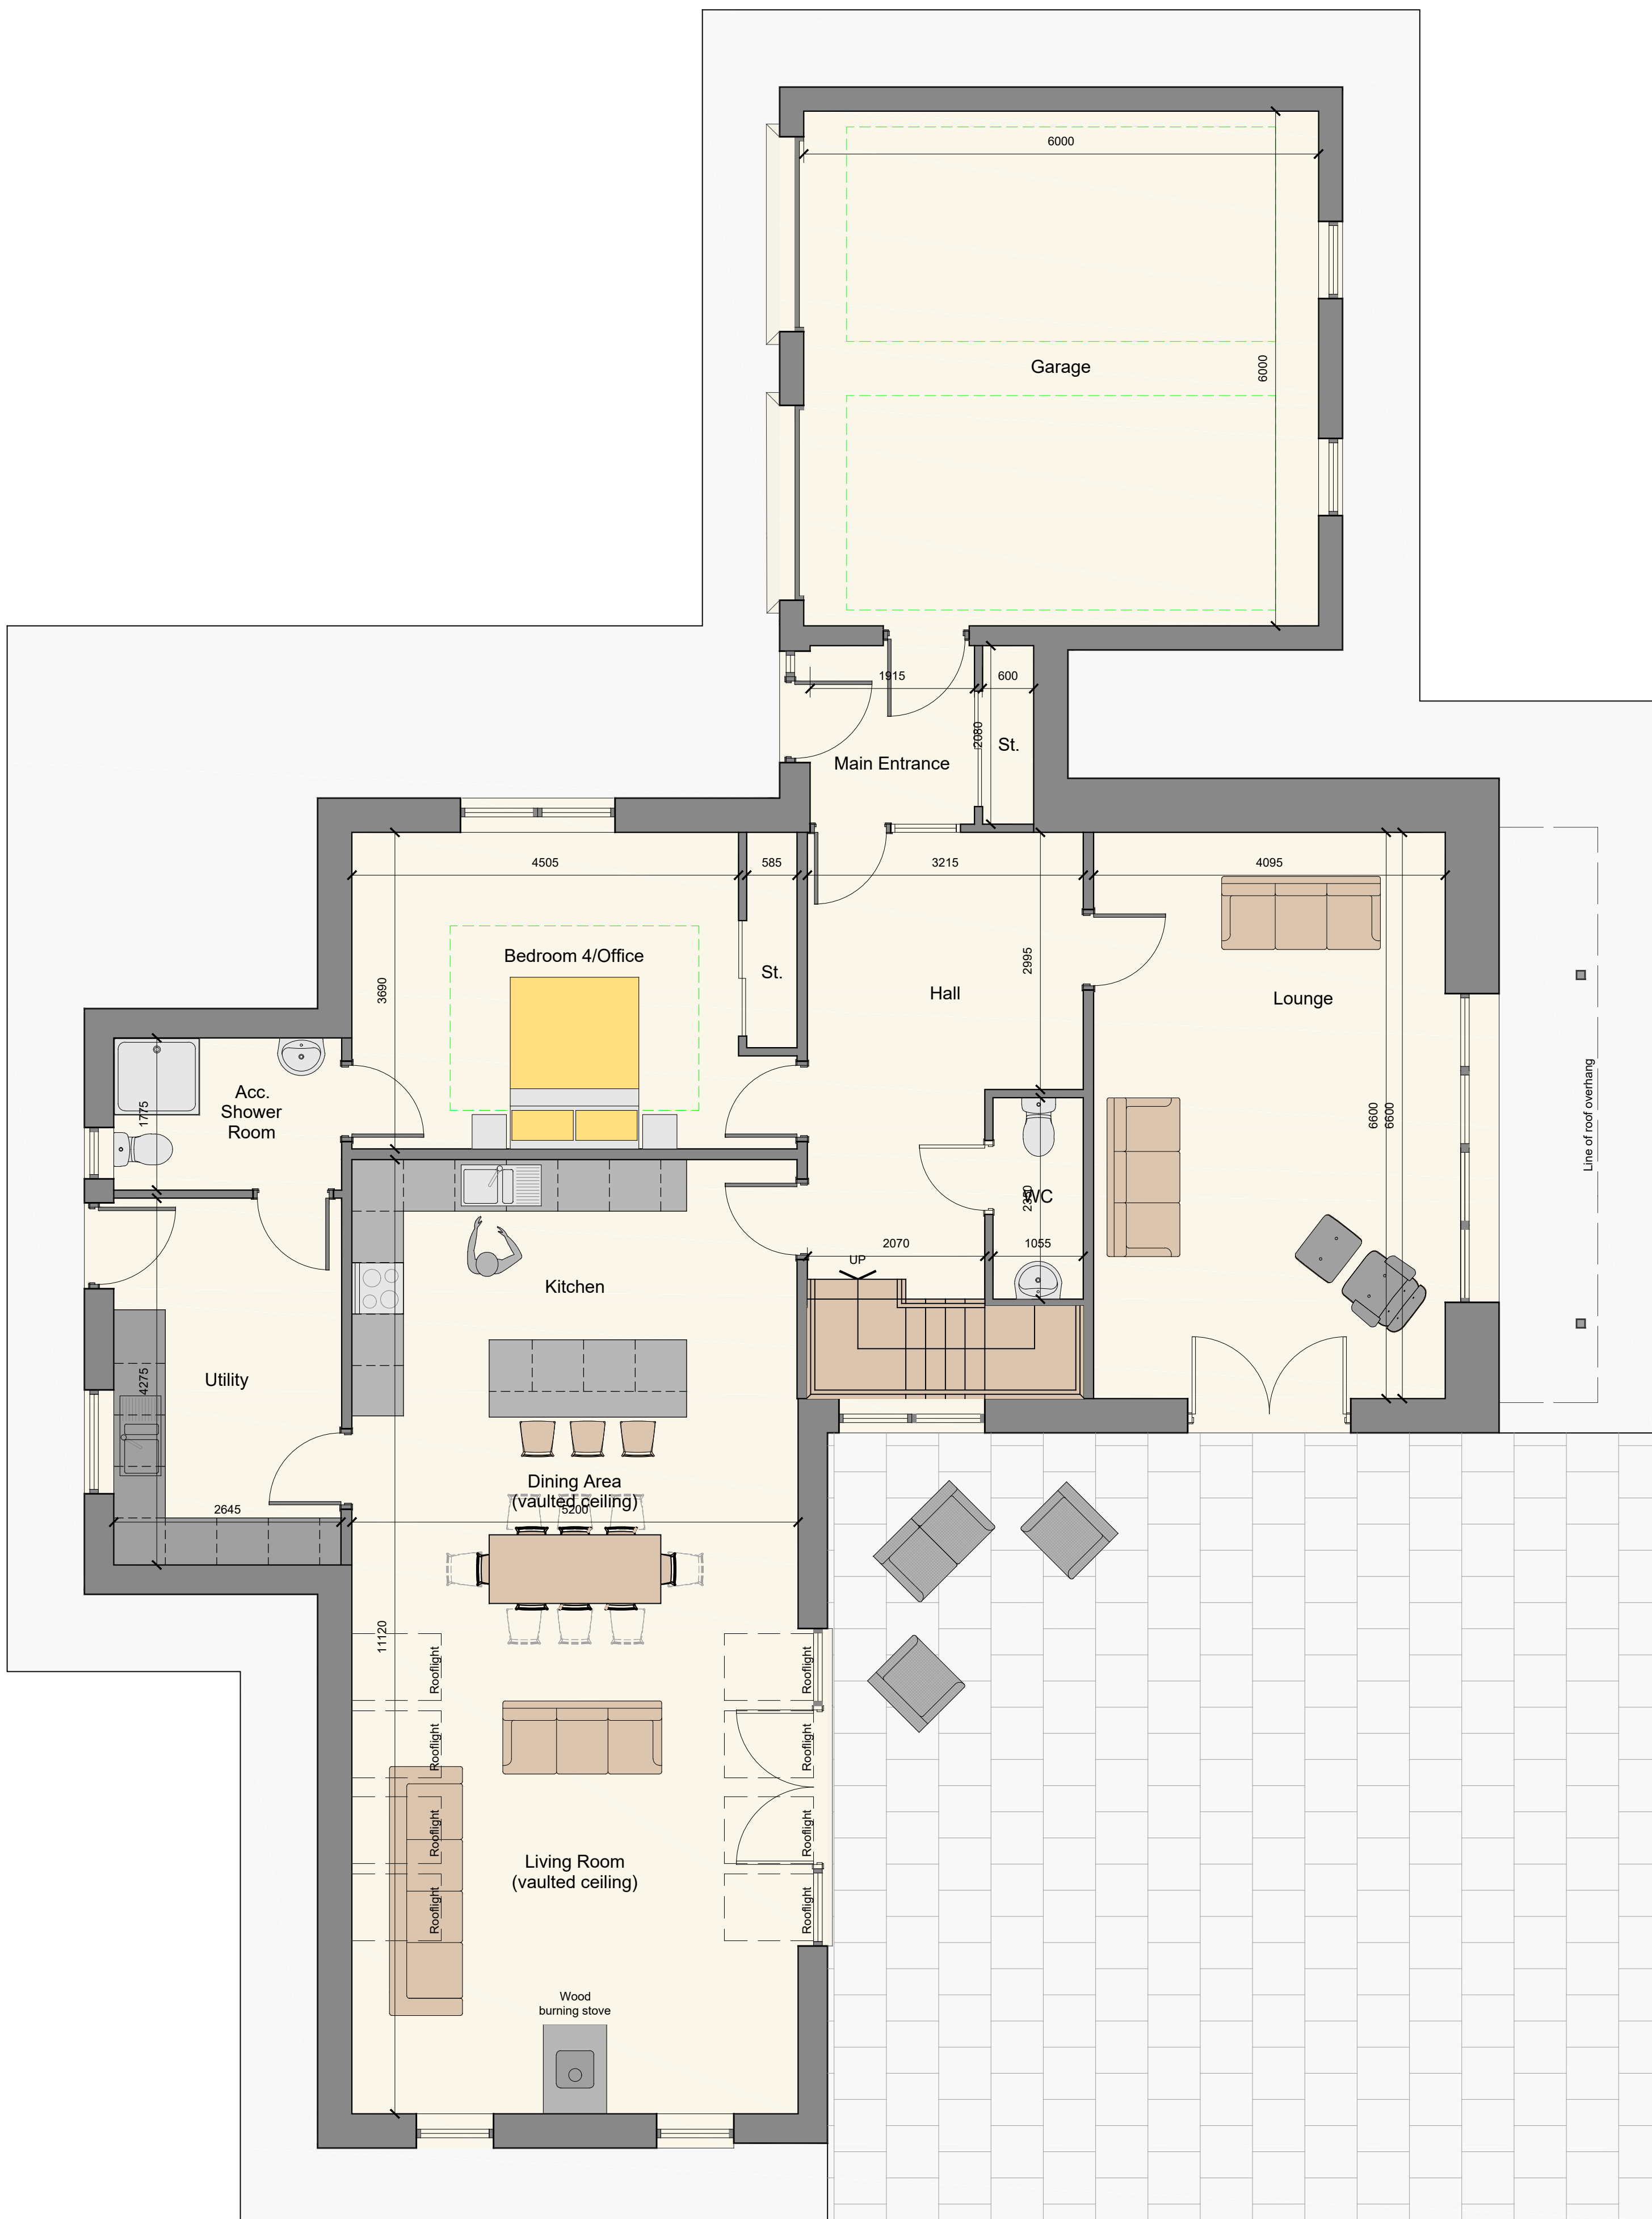 6000
Garage
6000
1915
600
2080
St.
Main Entrance
4505
585
3215
4095
Bedroom 4/Office
St.
3690
2995
Hall
Lounge
Acc.
Shower
Room
1775
6600
6600
Line of roof overhang
WC
2350
2070
1055
UP
Kitchen
Utility
4275
Dining Area
(vaulted ceiling)
2645
5200
11120
Rooflight
Rooflight
Rooflight
Rooflight
Rooflight
Rooflight
Rooflight
Rooflight
Living Room
(vaulted ceiling)
Wood
burning stove